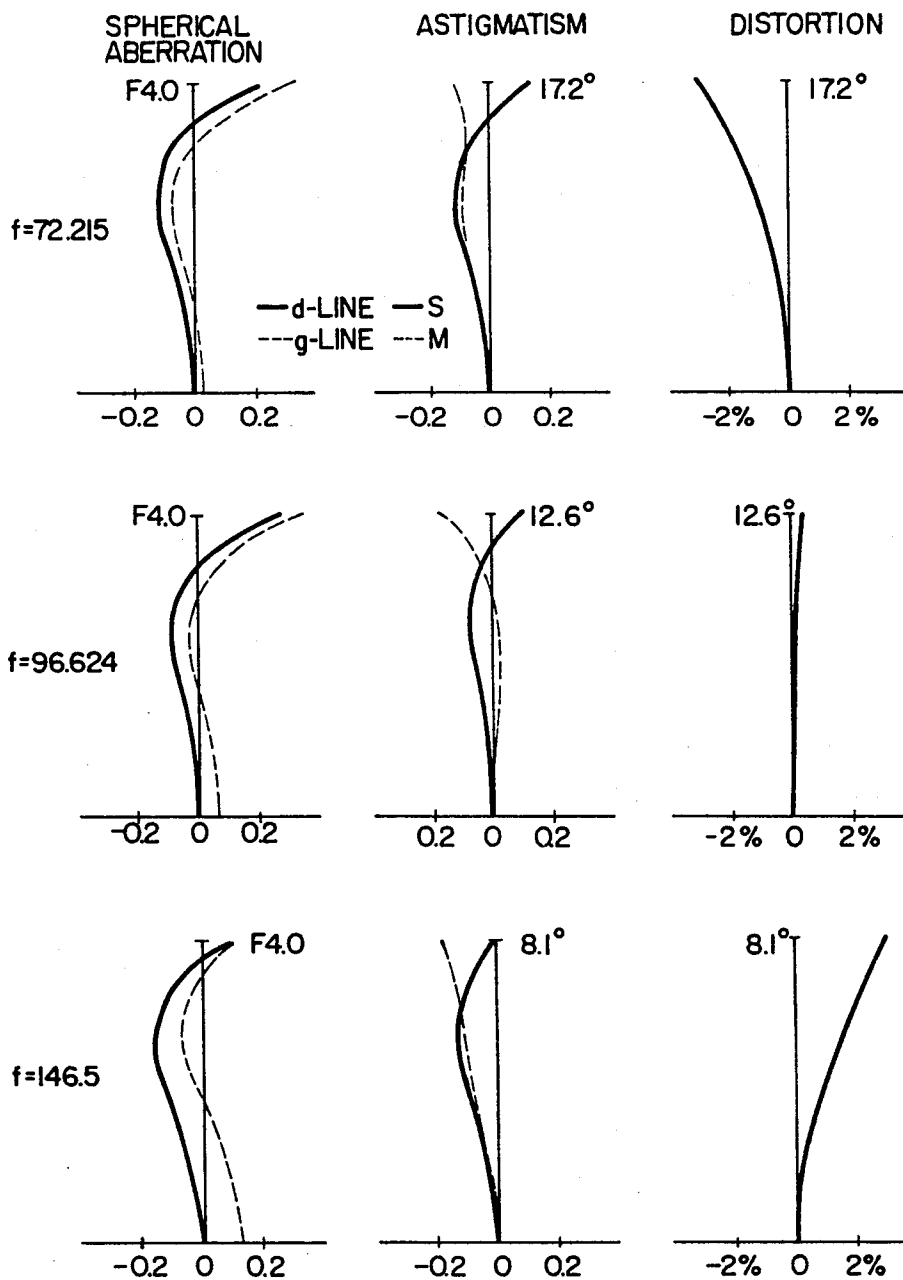 SPHERICAL ABERRATION
ASTIGMATISM
DISTORTION
F4.0
17.2°
17.2°
f=72.215
d-LINE
S
g-LINE
M
-0.2 0 0.2
-0.2 0 0.2
-2% 0 2%
F4.0
12.6°
12.6°
f=96.624
-0.2 0 0.2
0.2 0 0.2
-2% 0 2%
F4.0
8.1°
8.1°
f=146.5
-0.2 0 0.2
-0.2 0 0.2
-2% 0 2%